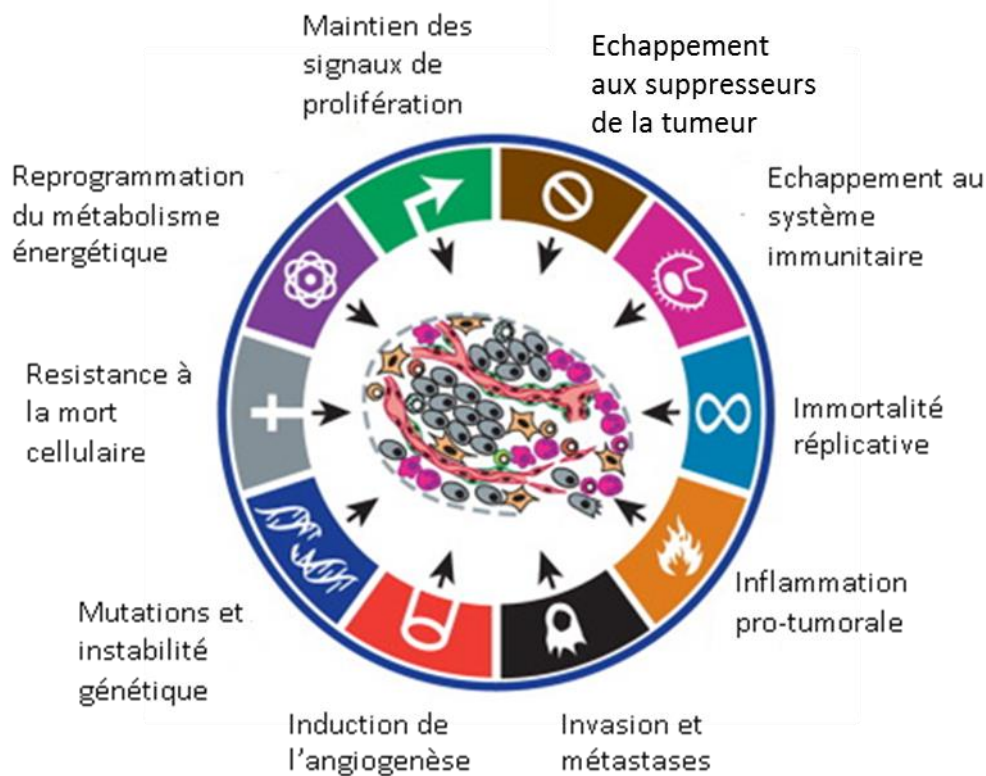 Maintien des
signaux de
prolifération
Echappement
aux suppresseurs
de la tumeur
Echappement au
système
immunitaire
Immortalité
réplicative
Inflammation
pro-tumorale
Invasion et
métastases
Induction de
l'angiogenèse
Mutations et
instabilité
génétique
Resistance à
la mort
cellulaire
Reprogrammation
du métabolisme
énergétique